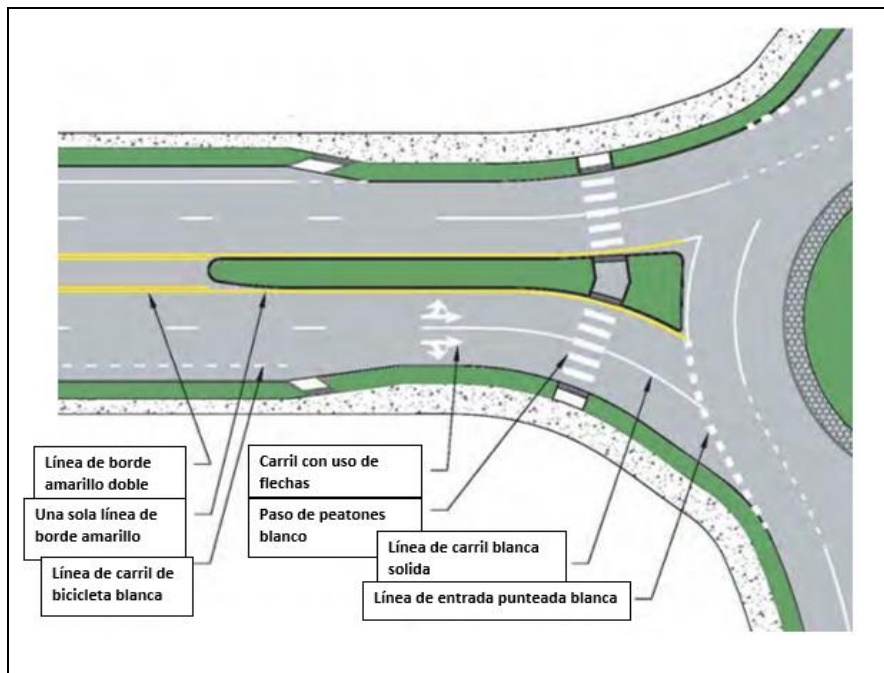 Línea de borde
amarillo doble
Una sola línea de
borde amarillo
Línea de carril de
bicicleta blanca
Carril con uso de
flechas
Paso de peatones
blanco
Línea de carril blanca
solida
Línea de entrada punteada blanca